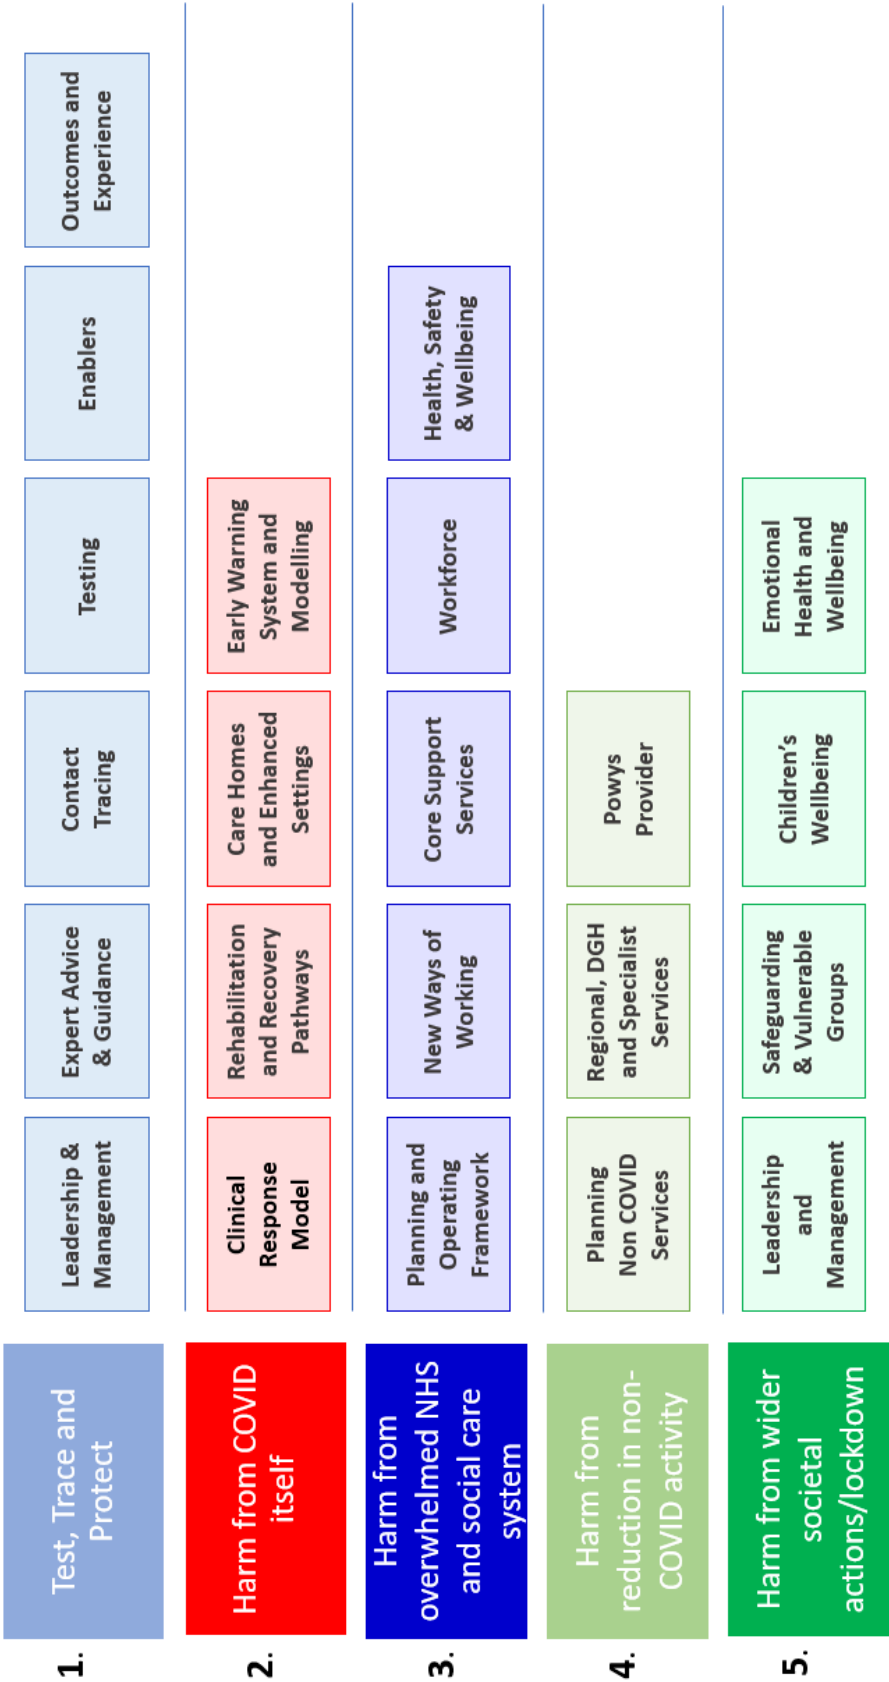 1.
Test, Trace and
Protect
Leadership &
Management
Expert Advice
& Guidance
Contact
Tracing
Testing
Enablers
Outcomes and
Experience
2.
Harm from COVID
itself
Clinical
Response
Model
Rehabilitation
and Recovery
Pathways
Care Homes
and Enhanced
Settings
Early Warning
System and
Modelling
3.
Harm from
overwhelmed NHS
and social care
system
Planning and
Operating
Framework
New Ways of
Working
Core Support
Services
Workforce
Health, Safety
& Wellbeing
4.
Harm from
reduction in non-
COVID activity
Planning
Non COVID
Services
Regional, DGH
and Specialist
Services
Powys
Provider
5.
Harm from wider
societal
actions/lockdown
Leadership
and
Management
Safeguarding
& Vulnerable
Groups
Children’s
Wellbeing
Emotional
Health and
Wellbeing